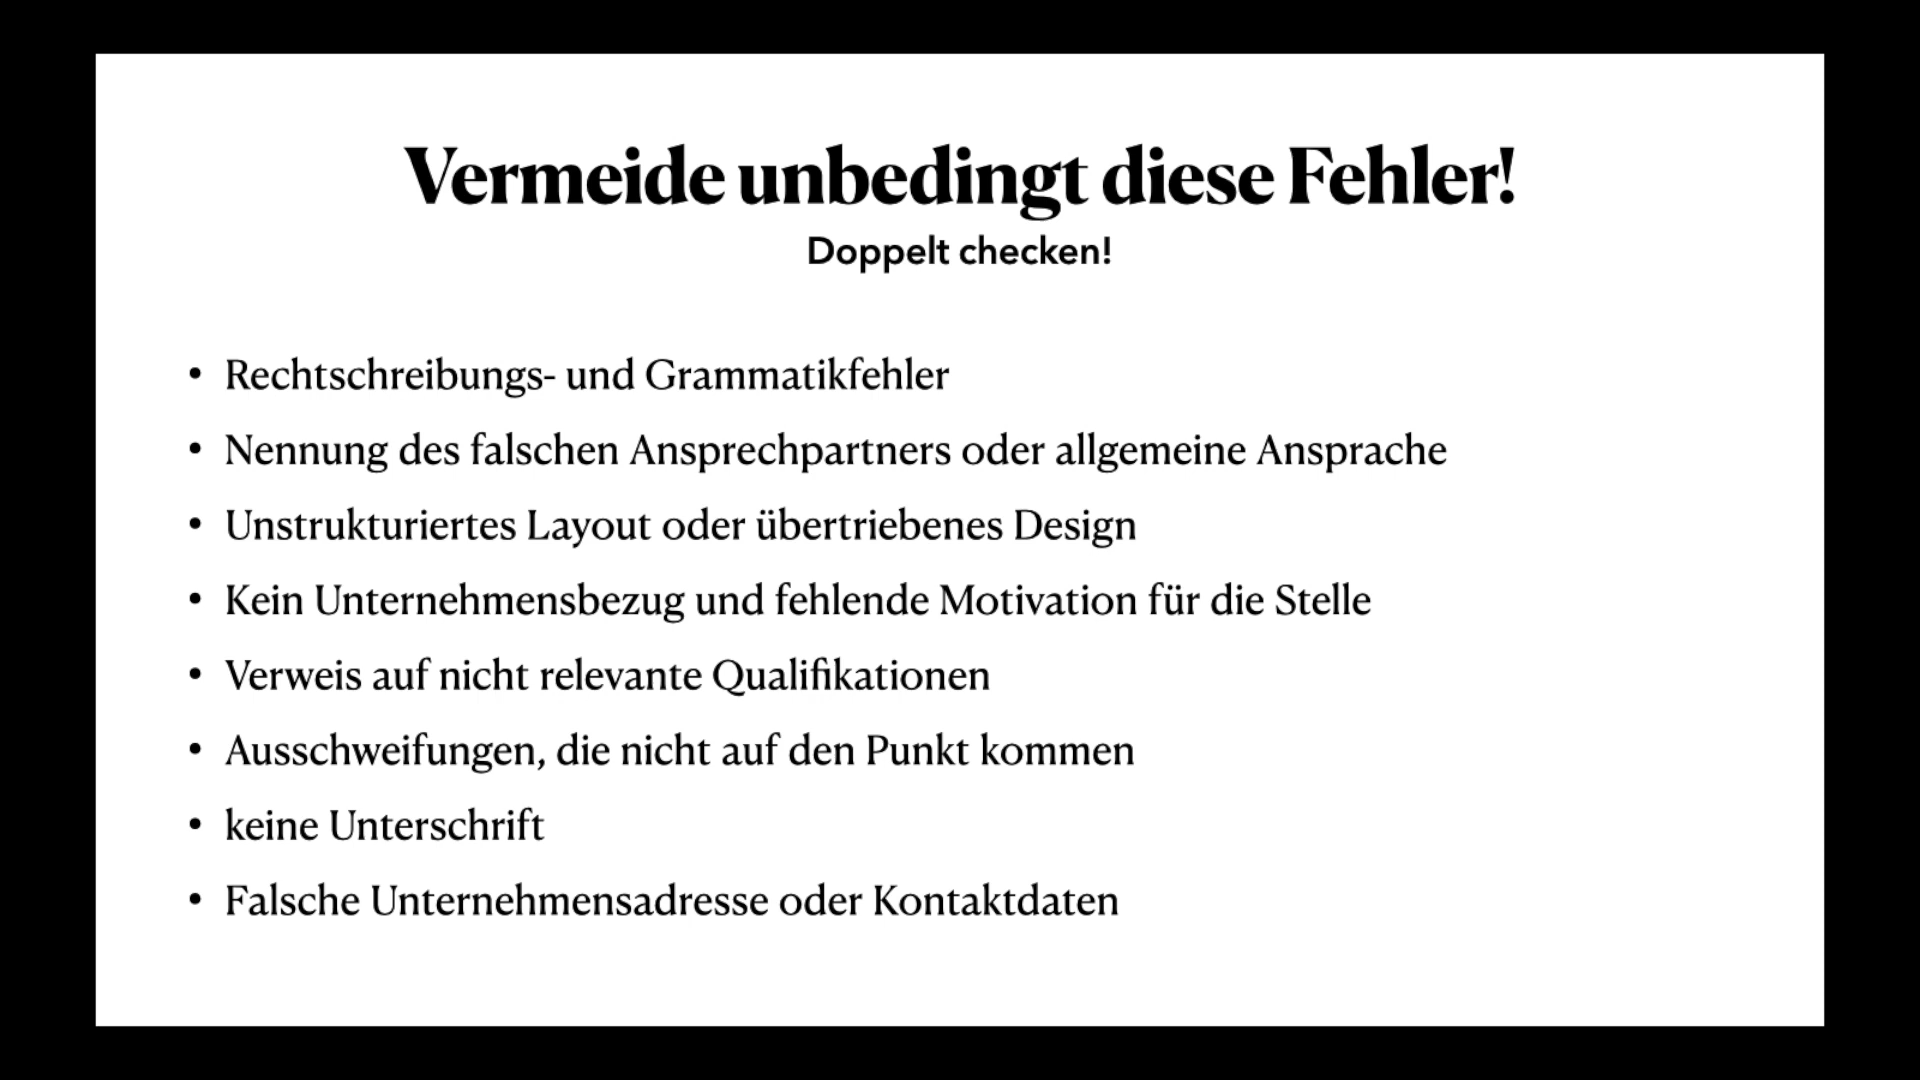 Vermeide unbedingt diese Fehler!
Doppelt checken!
• Rechtschreibungs- und Grammatikfehler
• Nennung des falschen Ansprechpartners oder allgemeine Ansprache
• Unstrukturiertes Layout oder übertriebenes Design
• Kein Unternehmensbezug und fehlende Motivation für die Stelle
• Verweis auf nicht relevante Qualifikationen
• Ausschweifungen, die nicht auf den Punkt kommen
• keine Unterschrift
• Falsche Unternehmensadresse oder Kontaktdaten